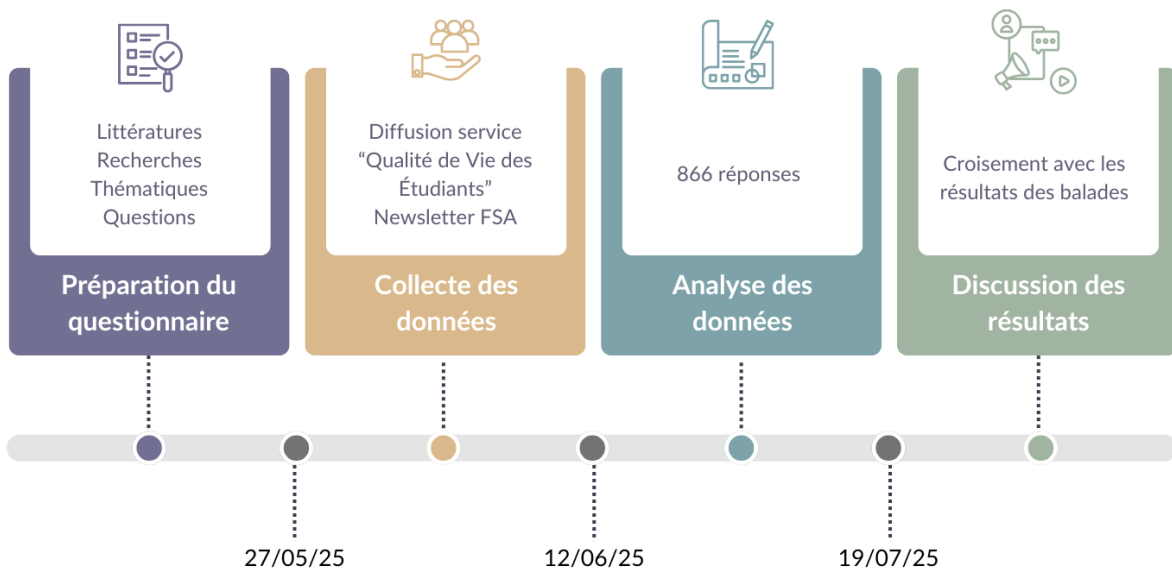 Littératures
Recherches
Thématiques
Questions
Préparation du
questionnaire
Diffusion service
“Qualité de Vie des
Étudiants”
Newsletter FSA
Collecte des
données
866 réponses
Analyse des
données
Croisement avec les
résultats des balades
Discussion des
résultats
27/05/25
12/06/25
19/07/25